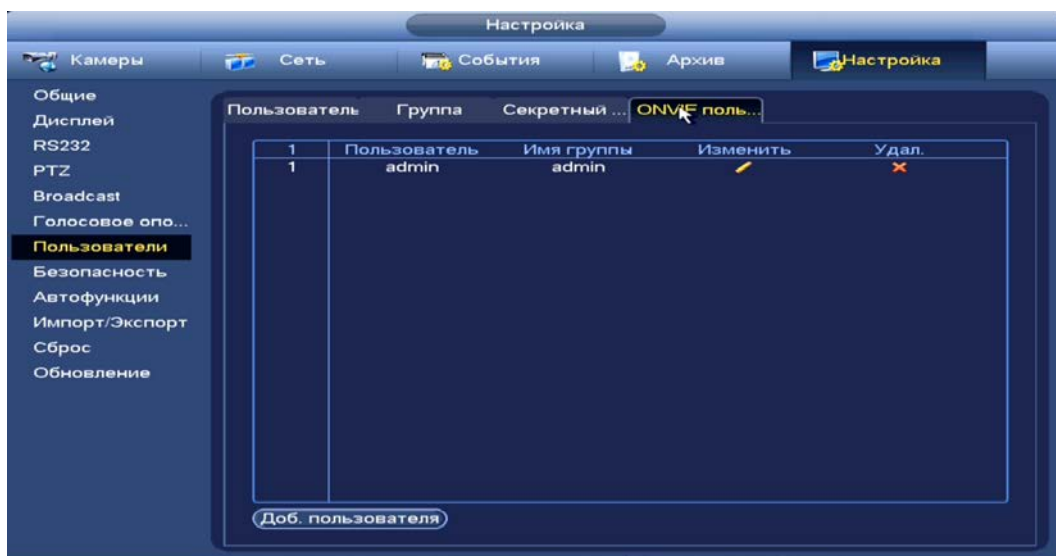 Настройка
Камеры Сеть События Архив Настройка
Общие
Дисплей
RS232
PTZ
Broadcast
Голосовое опо...
Пользователи
Безопасность
Автофункции
Импорт/Экспорт
Сброс
Обновление
Пользователь Группа Секретный ... ONVIF поль...
1 Пользователь Имя группы Изменить Удал.
1 admin admin
Доб. пользователя